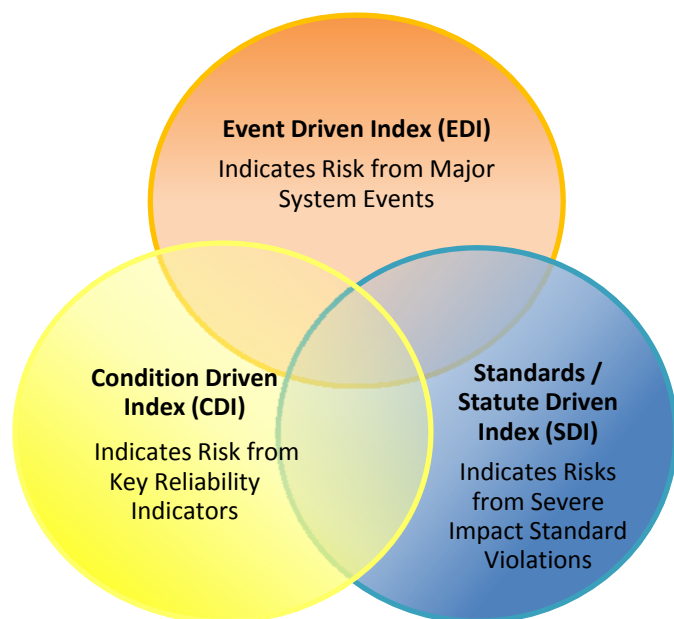 Event Driven Index (EDI)
Indicates Risk from Major
System Events
Condition Driven
Index (CDI)
Indicates Risk from
Key Reliability
Indicators
Standards /
Statute Driven
Index (SDI)
Indicates Risks
from Severe
Impact Standard
Violations